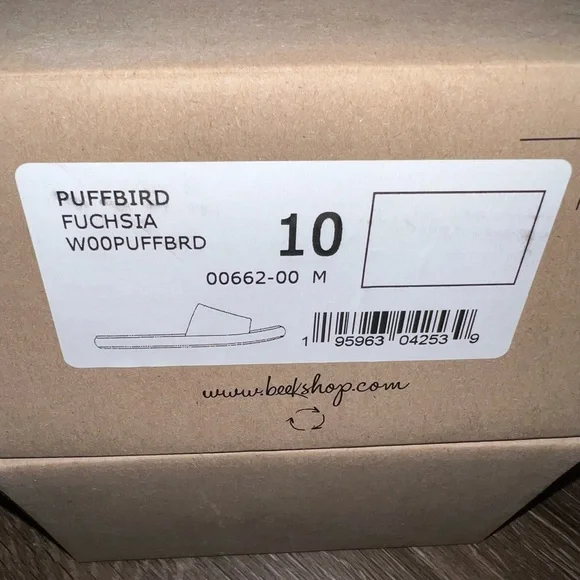 PUFFBIRD
FUCHSIA
W00PUFFBRD
10
00662-00 M
1 95963 04253 9
www.beekshop.com